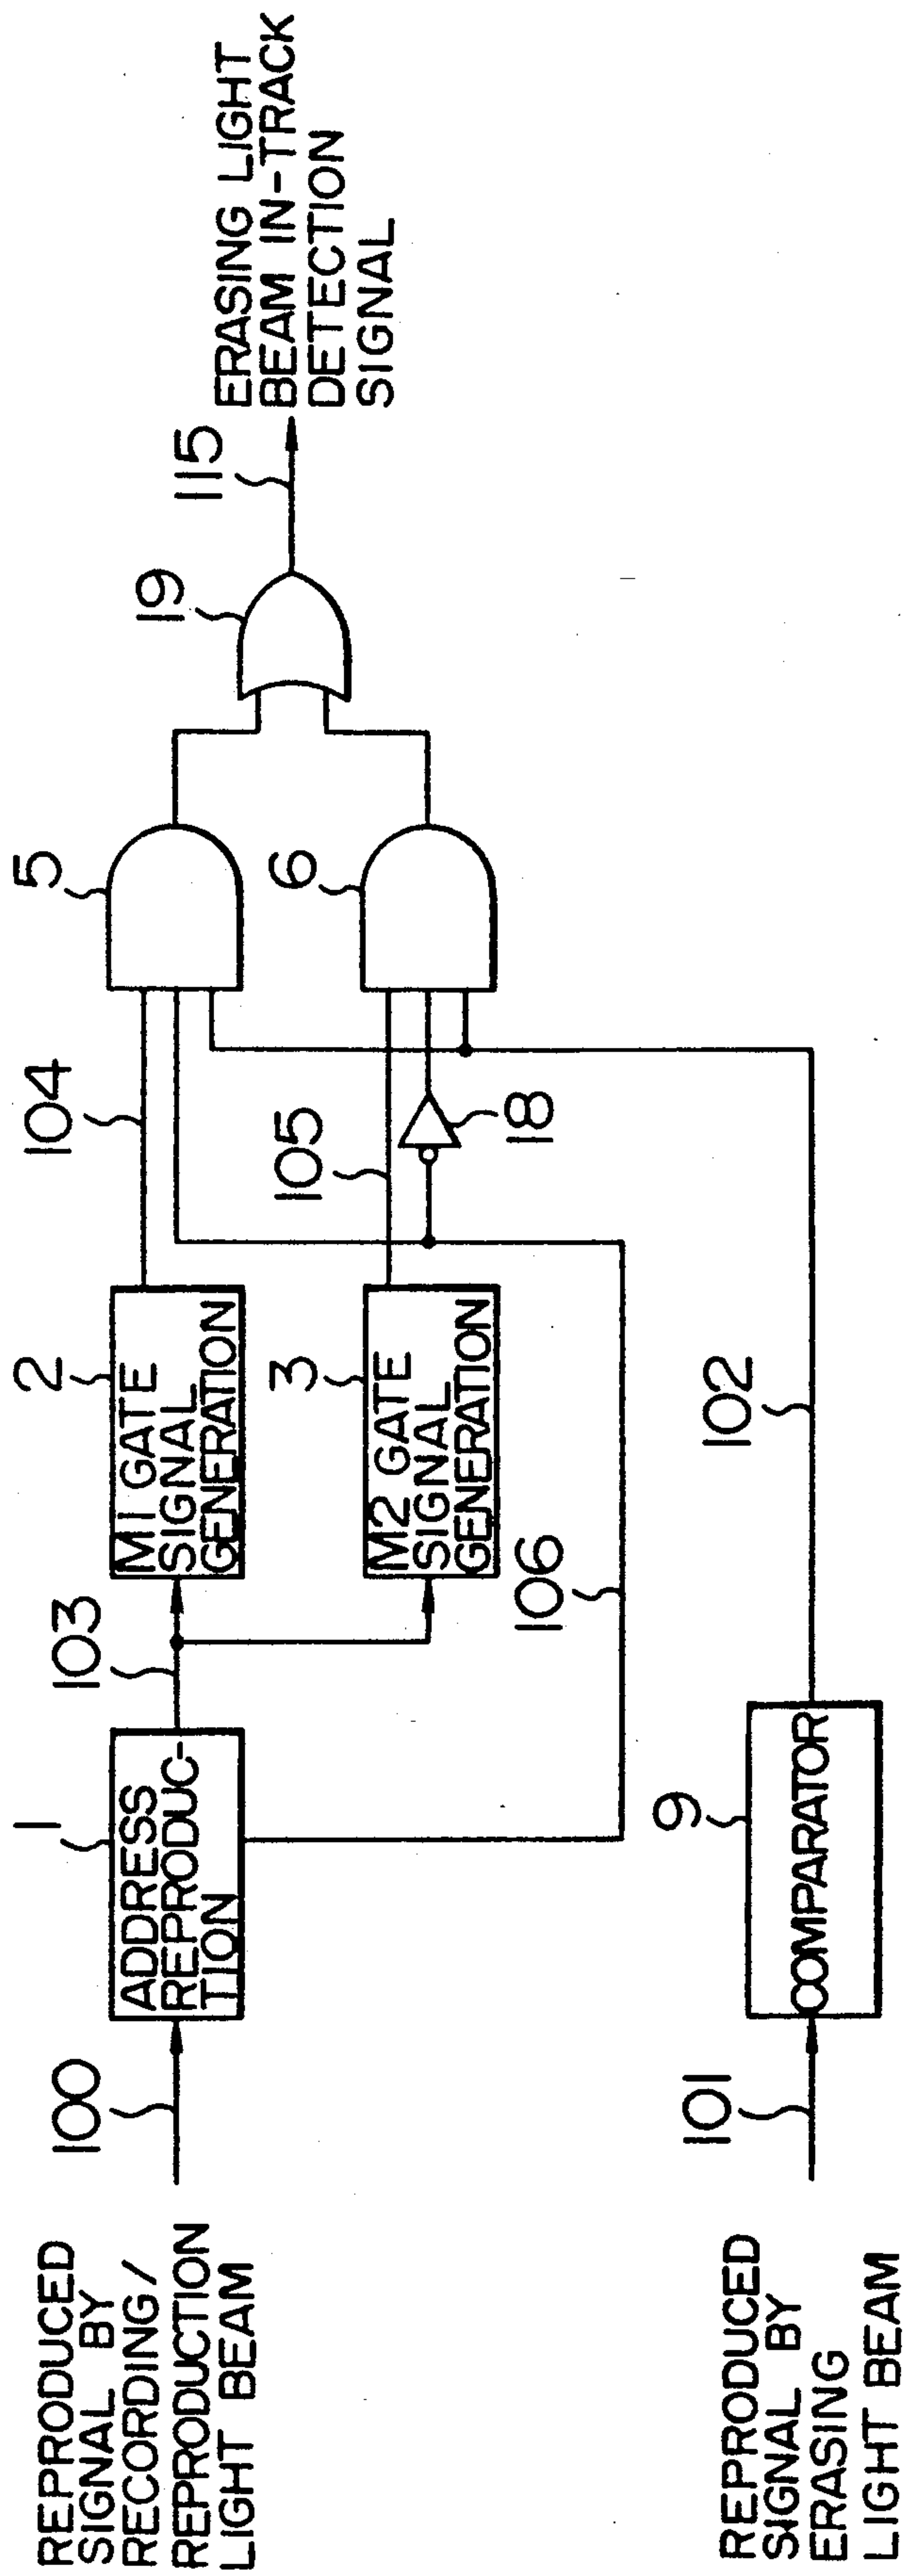 REPRODUCED
SIGNAL BY
RECORDING/
REPRODUCTION
LIGHT BEAM
100
1
ADDRESS
REPRODUC-
TION
103
2
M1 GATE
SIGNAL
GENERATION
104
5
3
M2 GATE
SIGNAL
GENERATION
105
18
6
106
19
115
ERASING LIGHT
BEAM IN-TRACK
DETECTION
SIGNAL
REPRODUCED
SIGNAL BY
ERASING
LIGHT BEAM
101
9
COMPARATOR
102